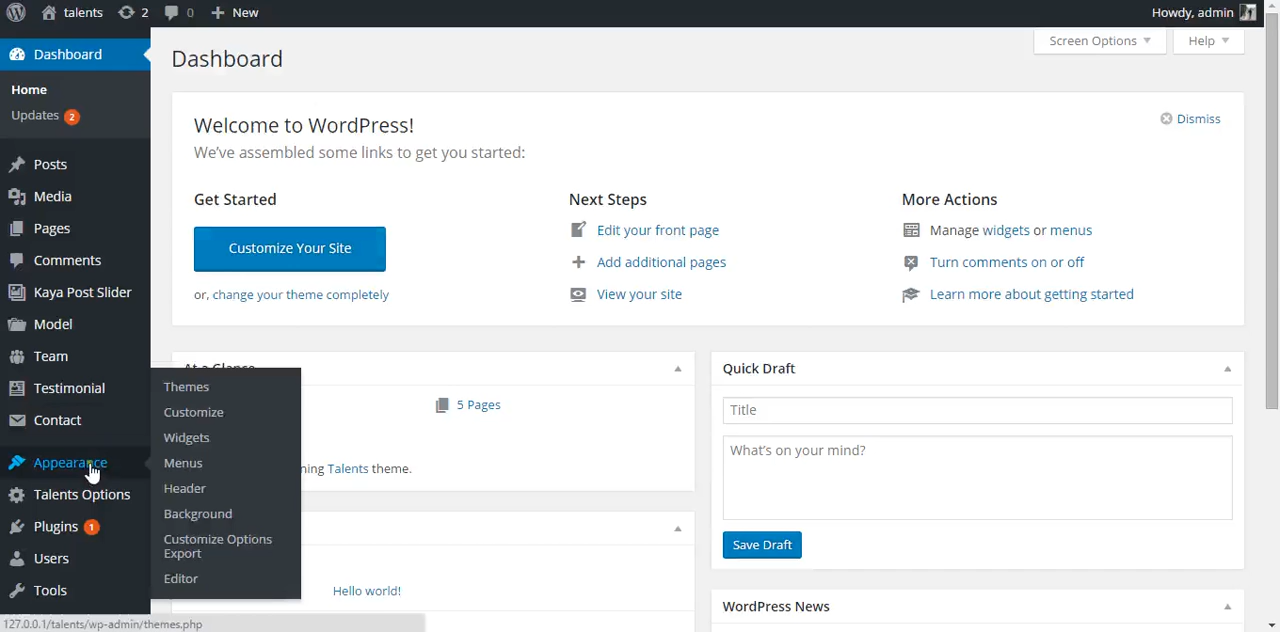 talents 2 0 New Howdy, admin
Dashboard
Home
Updates 2
Posts
Media
Pages
Comments
Kaya Post Slider
Model
Team
Testimonial
Contact
Appearance
Talents Options
Plugins 1
Users
Tools
Themes
Customize
Widgets
Menus
Header
Background
Customize Options
Export
Editor
Screen Options Help
Dashboard
Welcome to WordPress!
Dismiss
We've assembled some links to get you started:
Get Started
Customize Your Site
or, change your theme completely
Next Steps
Edit your front page
Add additional pages
View your site
More Actions
Manage widgets or menus
Turn comments on or off
Learn more about getting started
At a Glance
5 Pages
ning Talents theme.
Hello world!
Quick Draft
Title
What's on your mind?
Save Draft
WordPress News
127.0.0.1/talents/wp-admin/themes.php